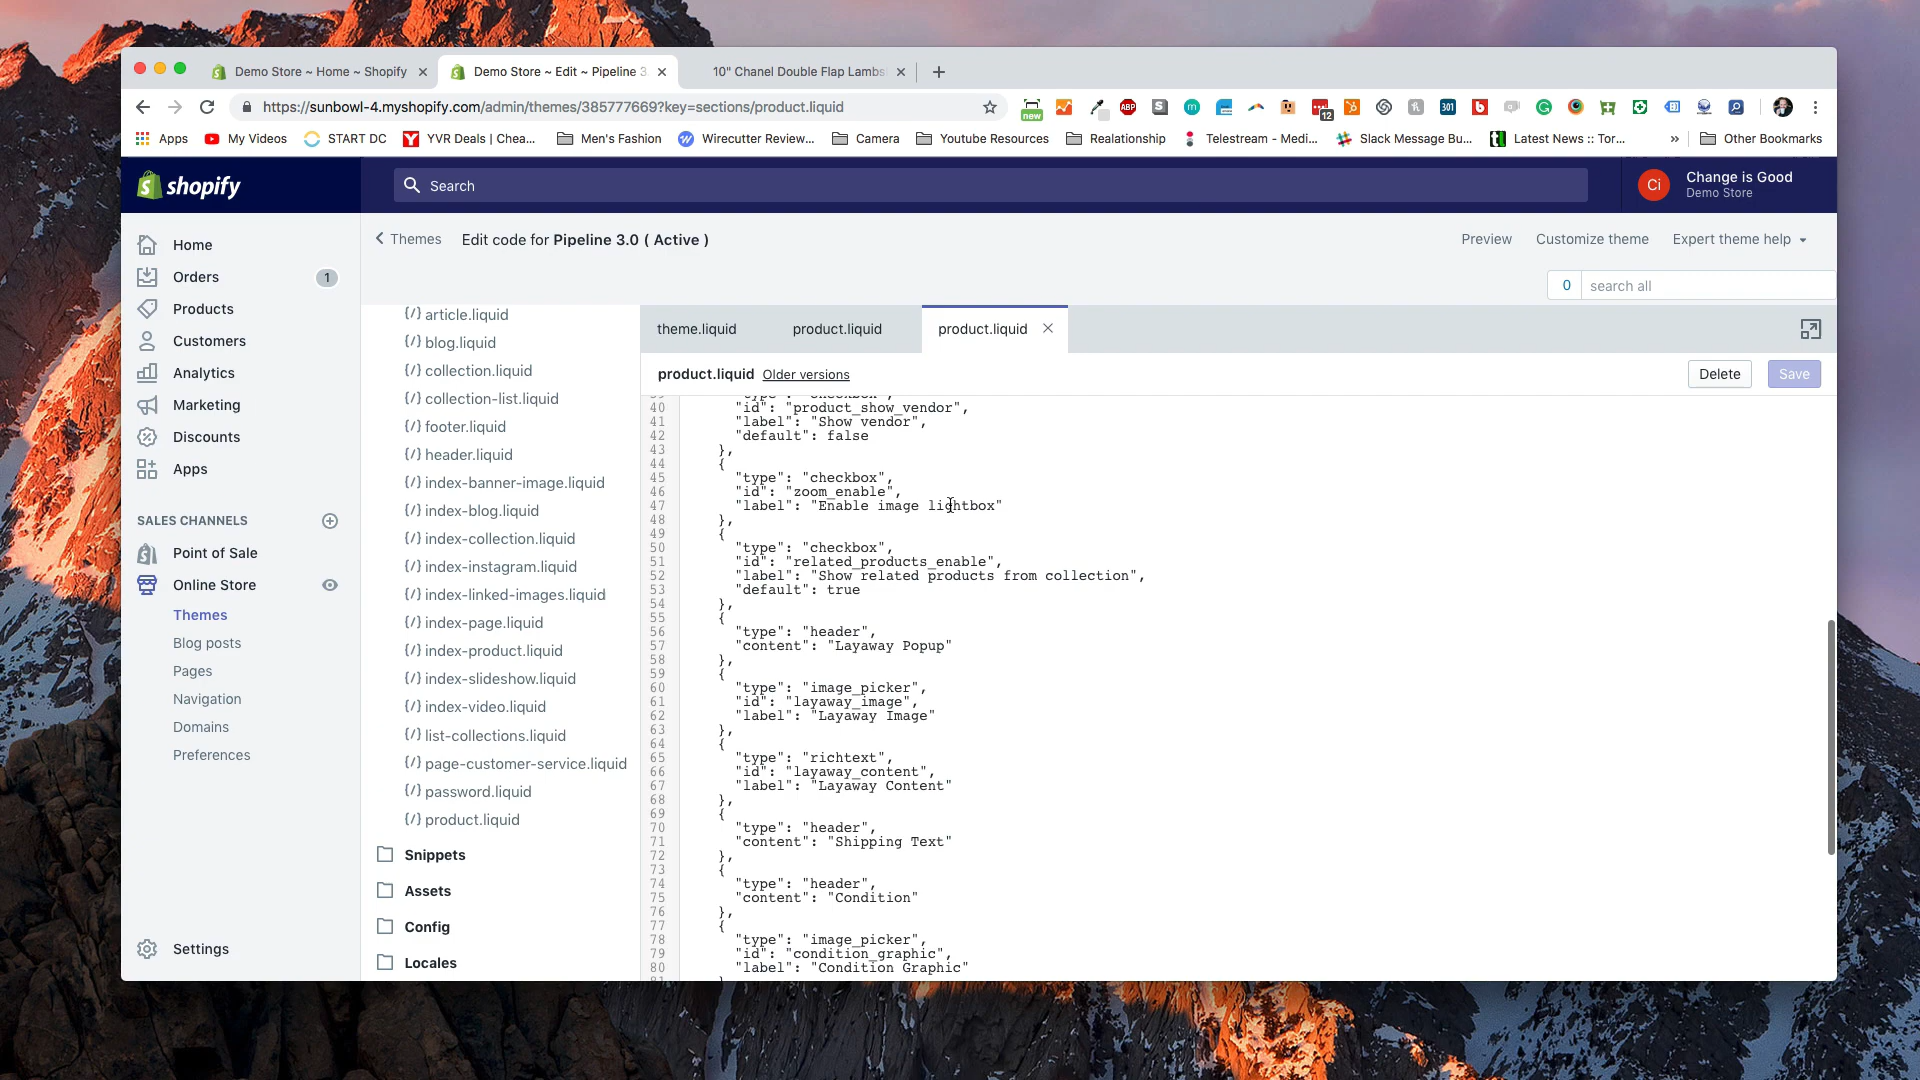 Demo Store ~ Home ~ Shopify
Demo Store ~ Edit ~ Pipeline 3
10" Chanel Double Flap Lambs
https://sunbowl-4.myshopify.com/admin/themes/385777669?key=sections/product.liquid
new
ABP
12
301
Apps
My Videos
START DC
YVR Deals | Chea...
Men's Fashion
Wirecutter Review...
Camera
Youtube Resources
Realationship
Telestream - Medi...
Slack Message Bu...
Latest News :: Tor...
»
Other Bookmarks
shopify
Search
Ci
Change is Good
Demo Store
Home
Orders
1
Products
Customers
Analytics
Marketing
Discounts
Apps
SALES CHANNELS
Point of Sale
Online Store
Themes
Blog posts
Pages
Navigation
Domains
Preferences
Settings
Themes
Edit code for Pipeline 3.0 ( Active )
Preview
Customize theme
Expert theme help
0
search all
{/} article.liquid
{/} blog.liquid
{/} collection.liquid
{/} collection-list.liquid
{/} footer.liquid
{/} header.liquid
{/} index-banner-image.liquid
{/} index-blog.liquid
{/} index-collection.liquid
{/} index-instagram.liquid
{/} index-linked-images.liquid
{/} index-page.liquid
{/} index-product.liquid
{/} index-slideshow.liquid
{/} index-video.liquid
{/} list-collections.liquid
{/} page-customer-service.liquid
{/} password.liquid
{/} product.liquid
Snippets
Assets
Config
Locales
theme.liquid
product.liquid
product.liquid
product.liquid Older versions
Delete
Save
39 "type": "checkbox",
40 "id": "product_show_vendor",
41 "label": "Show vendor",
42 "default": false
43 },
44 {
45 "type": "checkbox",
46 "id": "zoom_enable",
47 "label": "Enable image lightbox"
48 },
49 {
50 "type": "checkbox",
51 "id": "related_products_enable",
52 "label": "Show related products from collection",
53 "default": true
54 },
55 {
56 "type": "header",
57 "content": "Layaway Popup"
58 },
59 {
60 "type": "image_picker",
61 "id": "layaway_image",
62 "label": "Layaway Image"
63 },
64 {
65 "type": "richtext",
66 "id": "layaway_content",
67 "label": "Layaway Content"
68 },
69 {
70 "type": "header",
71 "content": "Shipping Text"
72 },
73 {
74 "type": "header",
75 "content": "Condition"
76 },
77 {
78 "type": "image_picker",
79 "id": "condition_graphic",
80 "label": "Condition Graphic"